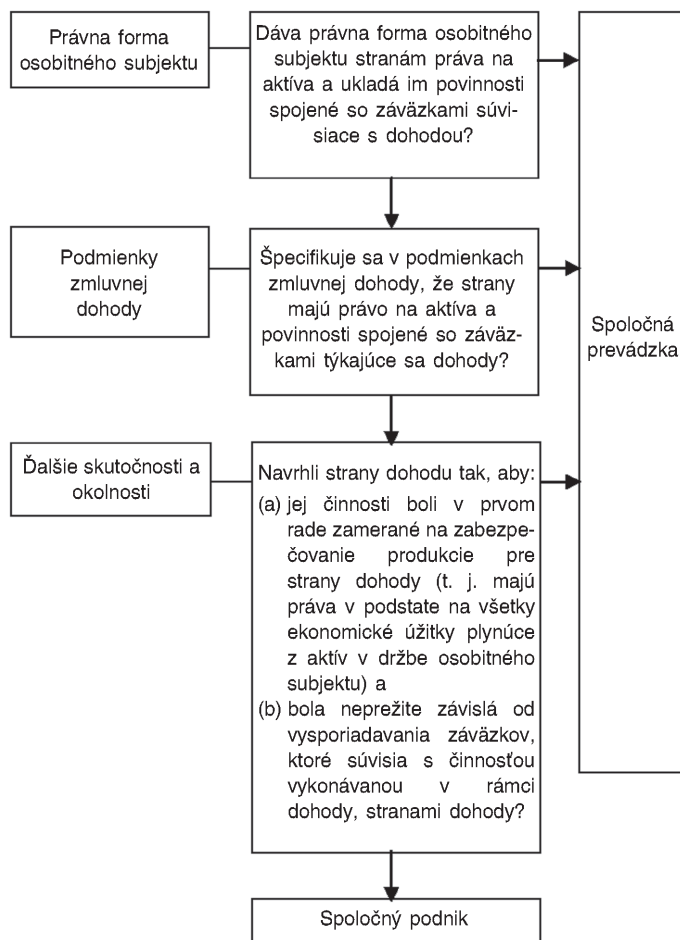 Právna forma
osobitného subjektu
Dáva právna forma osobitného
subjektu stranám práva na
aktíva a ukladá im povinnosti
spojené so záväzkami súvi-
siace s dohodou?
Podmienky
zmluvnej
dohody
Špecifikuje sa v podmienkach
zmluvnej dohody, že strany
majú právo na aktíva a
povinnosti spojené so záväz-
kami týkajúce sa dohody?
Spoločná
prevádzka
Ďalšie skutočnosti a
okolnosti
Navrhli strany dohodu tak, aby:
(a) jej činnosti boli v prvom
rade zamerané na zabezpe-
čovanie produkcie pre
strany dohody (t. j. majú
práva v podstate na všetky
ekonomické úžitky plynúce
z aktív v držbe osobitného
subjektu) a
(b) bola neprežite závislá od
vysporiadavania záväzkov,
ktoré súvisia s činnosťou
vykonávanou v rámci
dohody, stranami dohody?
Spoločný podnik